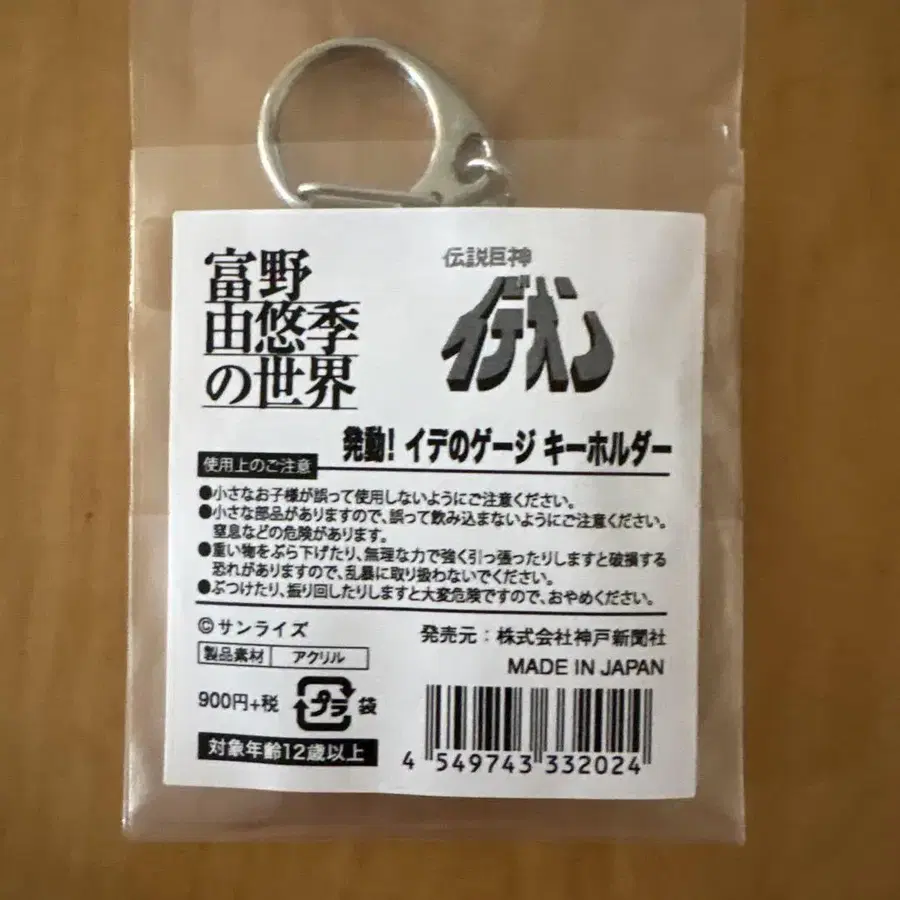 富野
由悠季
の世界
伝説巨神
イデオン
発動! イデのゲージ キーホルダー
使用上のご注意
●小さなお子様が誤って使用しないようにご注意ください。
●小さな部品がありますので、誤って飲み込まないようにご注意ください。
窒息などの危険があります。
●重い物をぶら下げたり、無理な力で強く引っ張ったりしますと破損する
恐れがありますので、乱暴に取り扱わないでください。
●ぶつけたり、振り回したりしますと大変危険ですので、おやめください。
©サンライズ
発売元：株式会社神戸新聞社
製品素材 アクリル
MADE IN JAPAN
900円+税 プラ 袋
対象年齢12歳以上
4 549743 332024